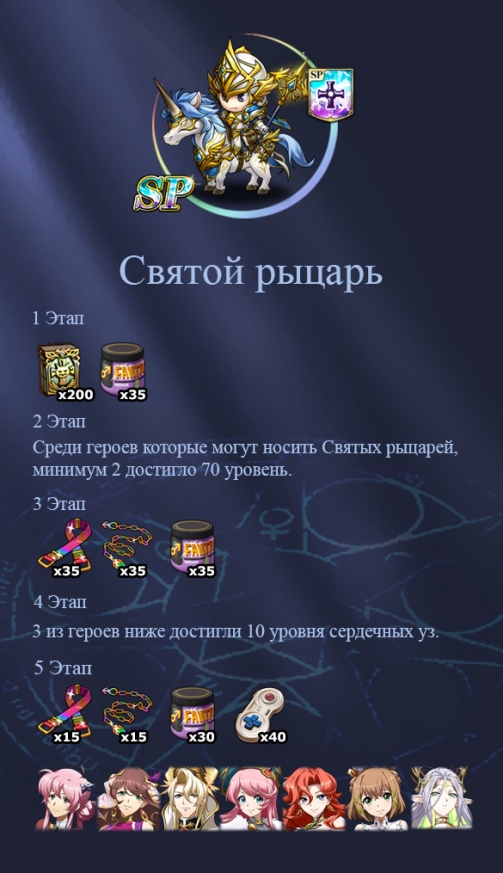 SP
SP
Святой рыцарь
1 Этап
x200 x35
2 Этап
Среди героев которые могут носить Святых рыцарей,
минимум 2 достигло 70 уровень.
3 Этап
x35 x35 x35
4 Этап
3 из героев ниже достигли 10 уровня сердечных уз.
5 Этап
x15 x15 x30 x40